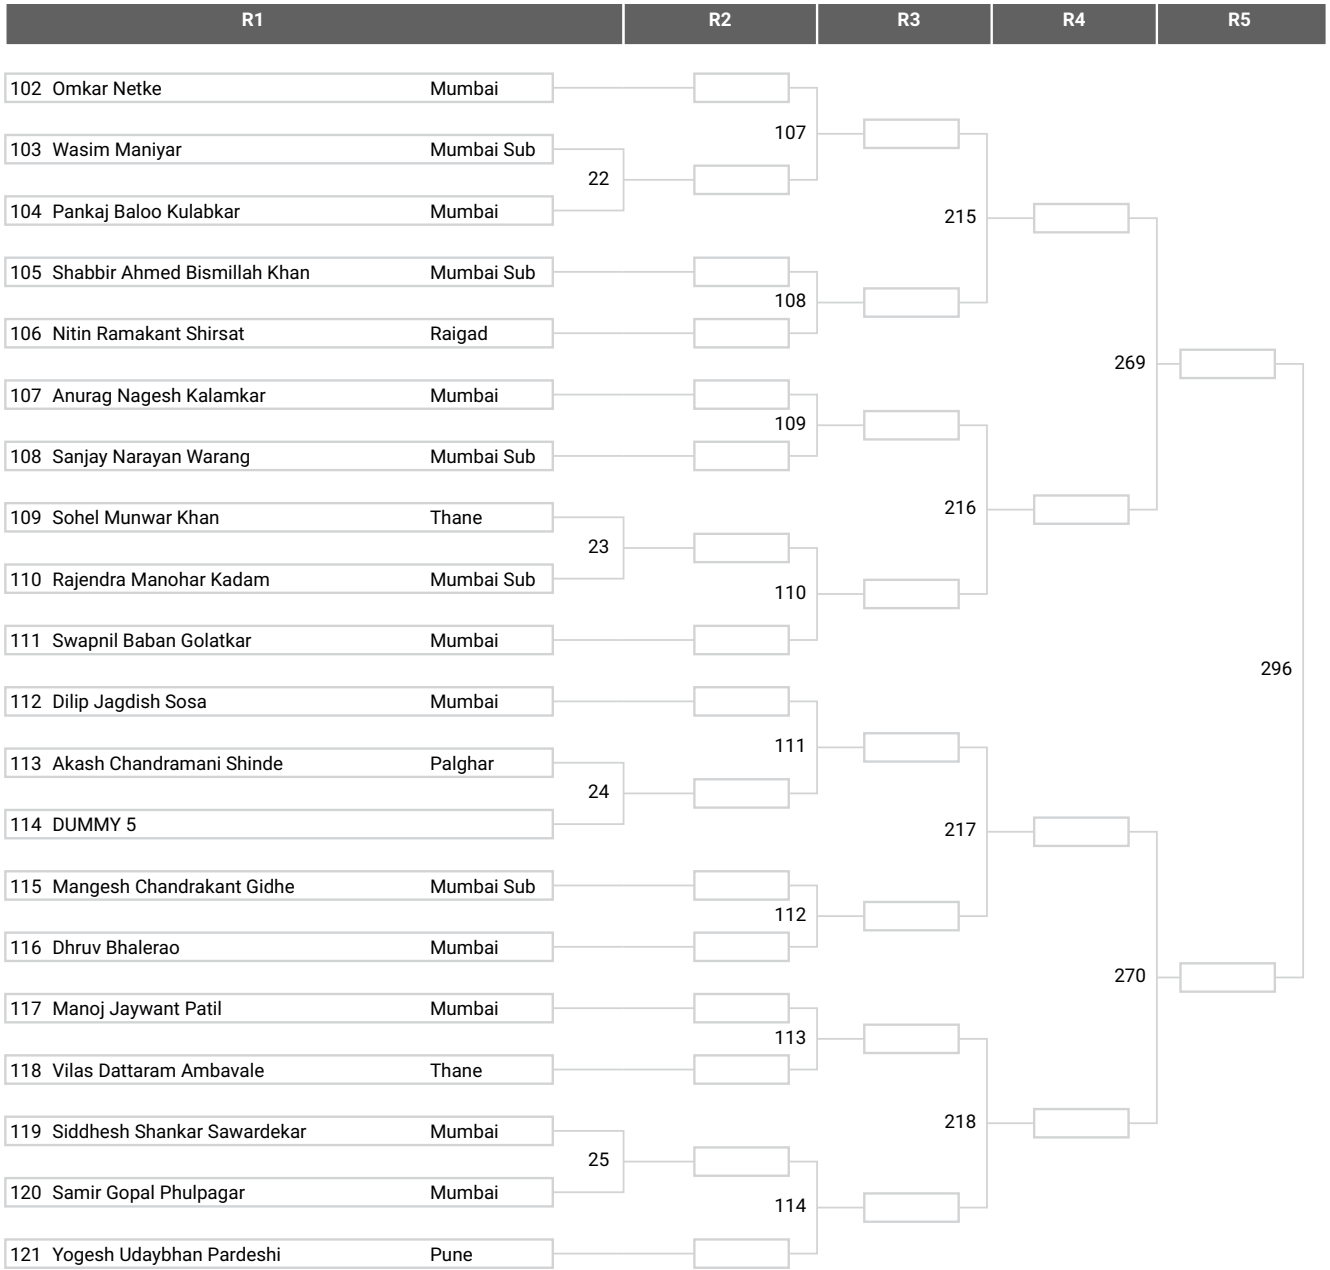 R1 R2 R3 R4 R5
102 Omkar Netke Mumbai
107
103 Wasim Maniyar Mumbai Sub
22
104 Pankaj Baloo Kulabkar Mumbai
215
105 Shabbir Ahmed Bismillah Khan Mumbai Sub
108
106 Nitin Ramakant Shirsat Raigad
269
107 Anurag Nagesh Kalamkar Mumbai
109
108 Sanjay Narayan Warang Mumbai Sub
216
109 Sohel Munwar Khan Thane
23
110 Rajendra Manohar Kadam Mumbai Sub
110
111 Swapnil Baban Golatkar Mumbai
296
112 Dilip Jagdish Sosa Mumbai
111
113 Akash Chandramani Shinde Palghar
24
114 DUMMY 5
217
115 Mangesh Chandrakant Gidhe Mumbai Sub
112
116 Dhruv Bhalerao Mumbai
270
117 Manoj Jaywant Patil Mumbai
113
118 Vilas Dattaram Ambavale Thane
218
119 Siddhesh Shankar Sawardekar Mumbai
25
120 Samir Gopal Phulpagar Mumbai
114
121 Yogesh Udaybhan Pardeshi Pune